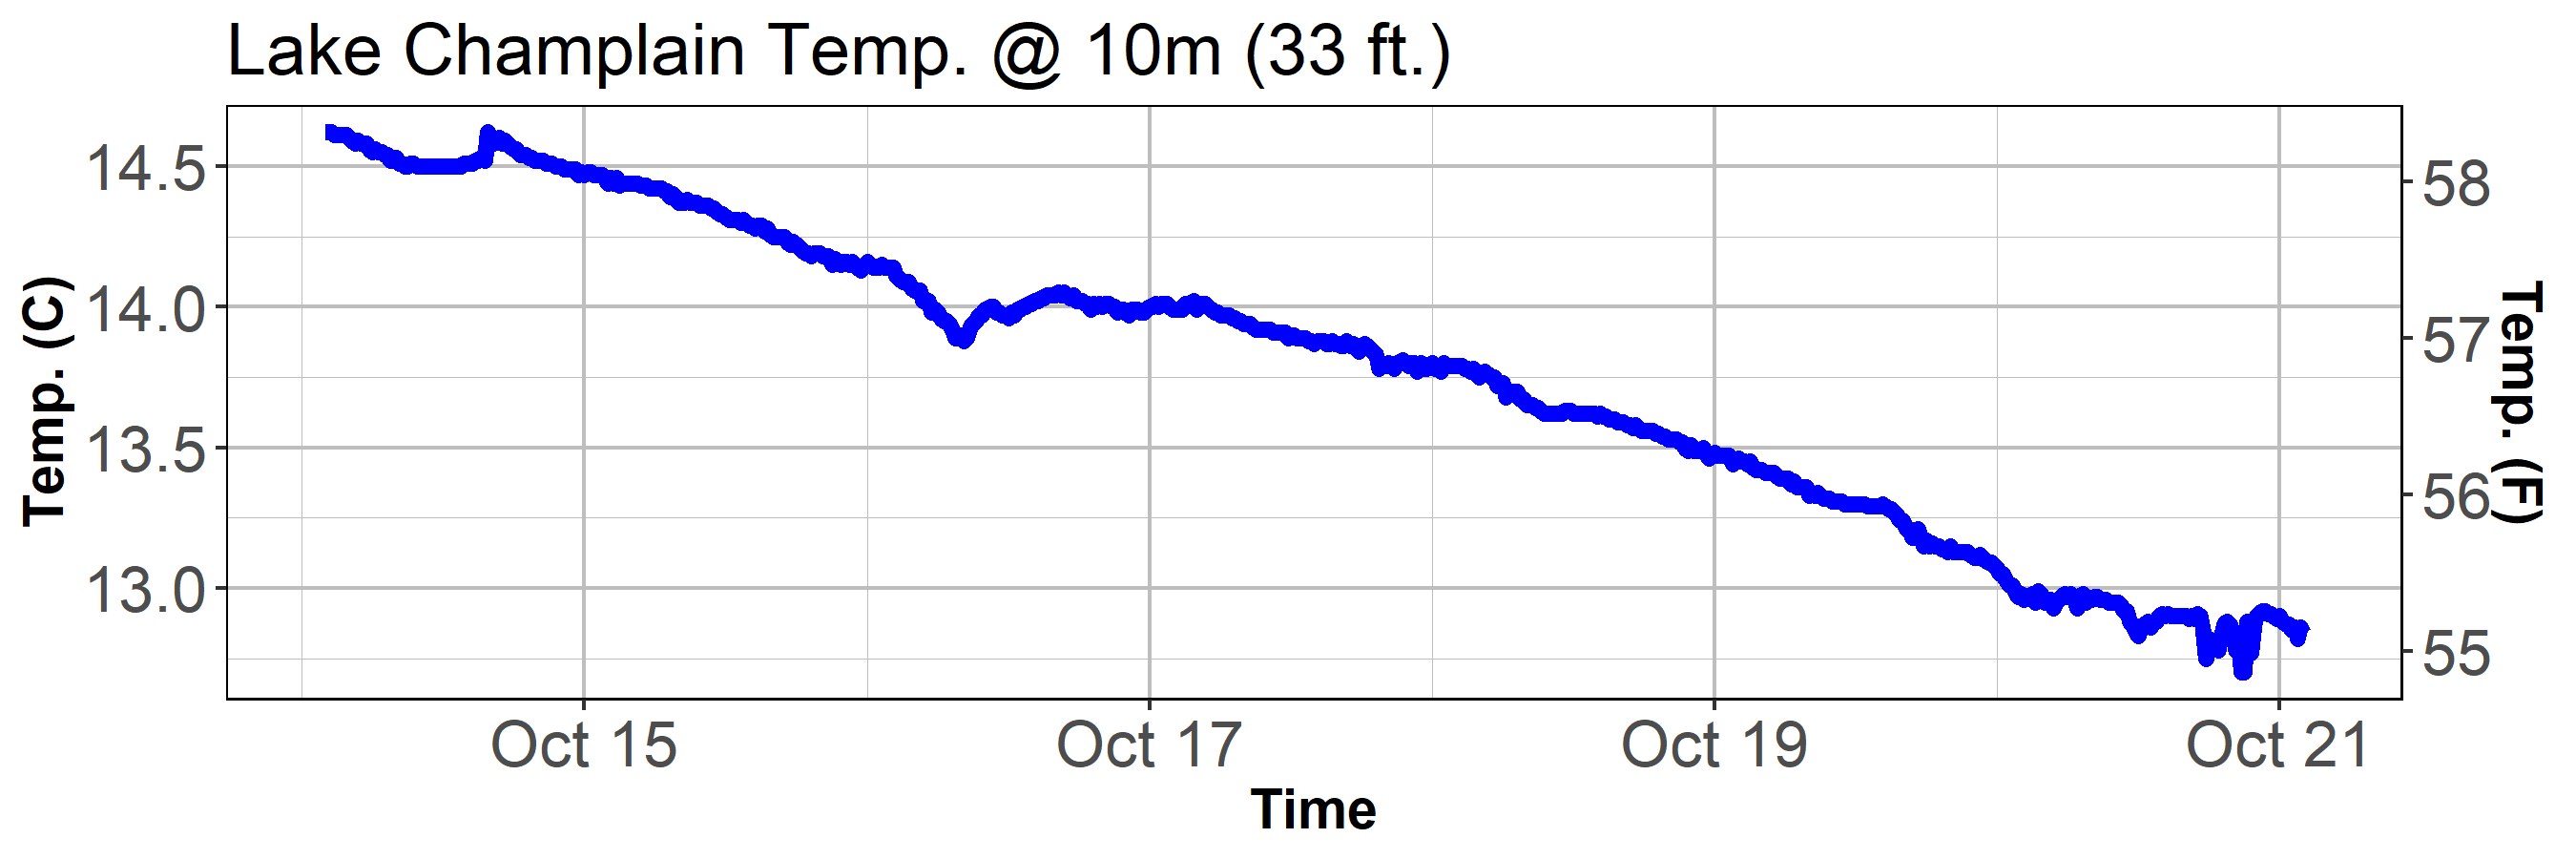 Lake Champlain Temp. @ 10m (33 ft.)
Temp. (C)
14.5
14.0
13.5
13.0
58
57
56
55
Temp. (F)
Oct 15 Oct 17 Oct 19 Oct 21
Time